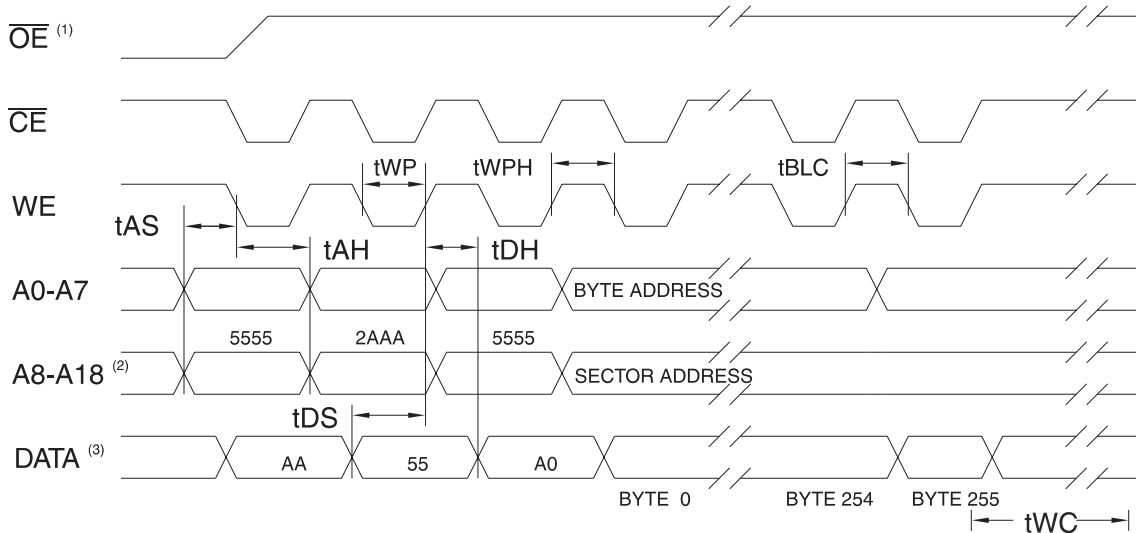 OE (1)
CE
tWP tWPH tBLC
WE
tAS
tAH tDH
A0-A7 BYTE ADDRESS
5555 2AAA 5555
A8-A18 (2) SECTOR ADDRESS
tDS
DATA (3) AA 55 A0
BYTE 0 BYTE 254 BYTE 255
tWC